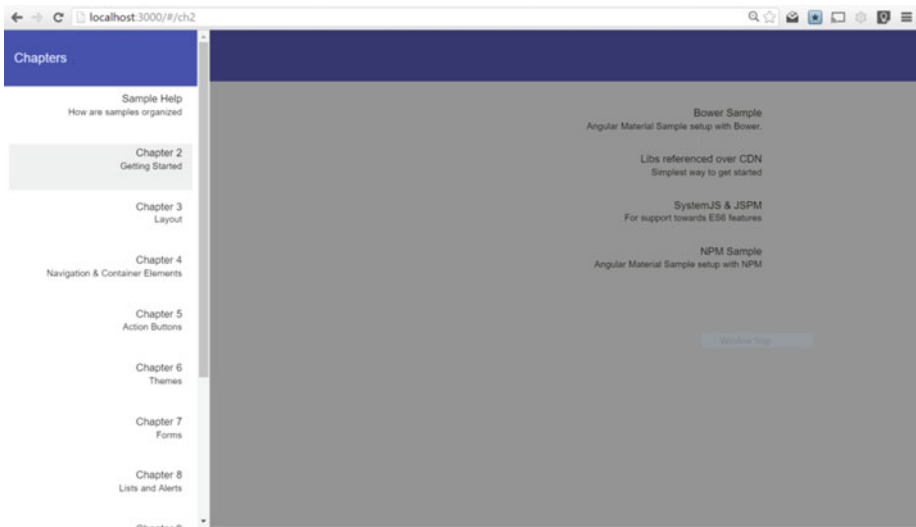 localhost:3000/#/ch2
Chapters
Sample Help
How are samples organized
Chapter 2
Getting Started
Chapter 3
Layout
Chapter 4
Navigation & Container Elements
Chapter 5
Action Buttons
Chapter 6
Themes
Chapter 7
Forms
Chapter 8
Lists and Alerts
Bower Sample
Angular Material Sample setup with Bower.
Libs referenced over CDN
Simplest way to get started
SystemJS & JSPM
For support towards ES6 features
NPM Sample
Angular Material Sample setup with NPM
Window Snip